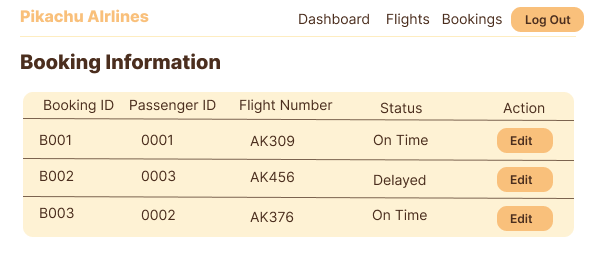 Pikachu AIrlines Dashboard Flights Bookings Log Out
Booking Information
Booking ID Passenger ID Flight Number Status Action
B001 0001 AK309 On Time Edit
B002 0003 AK456 Delayed Edit
B003 0002 AK376 On Time Edit